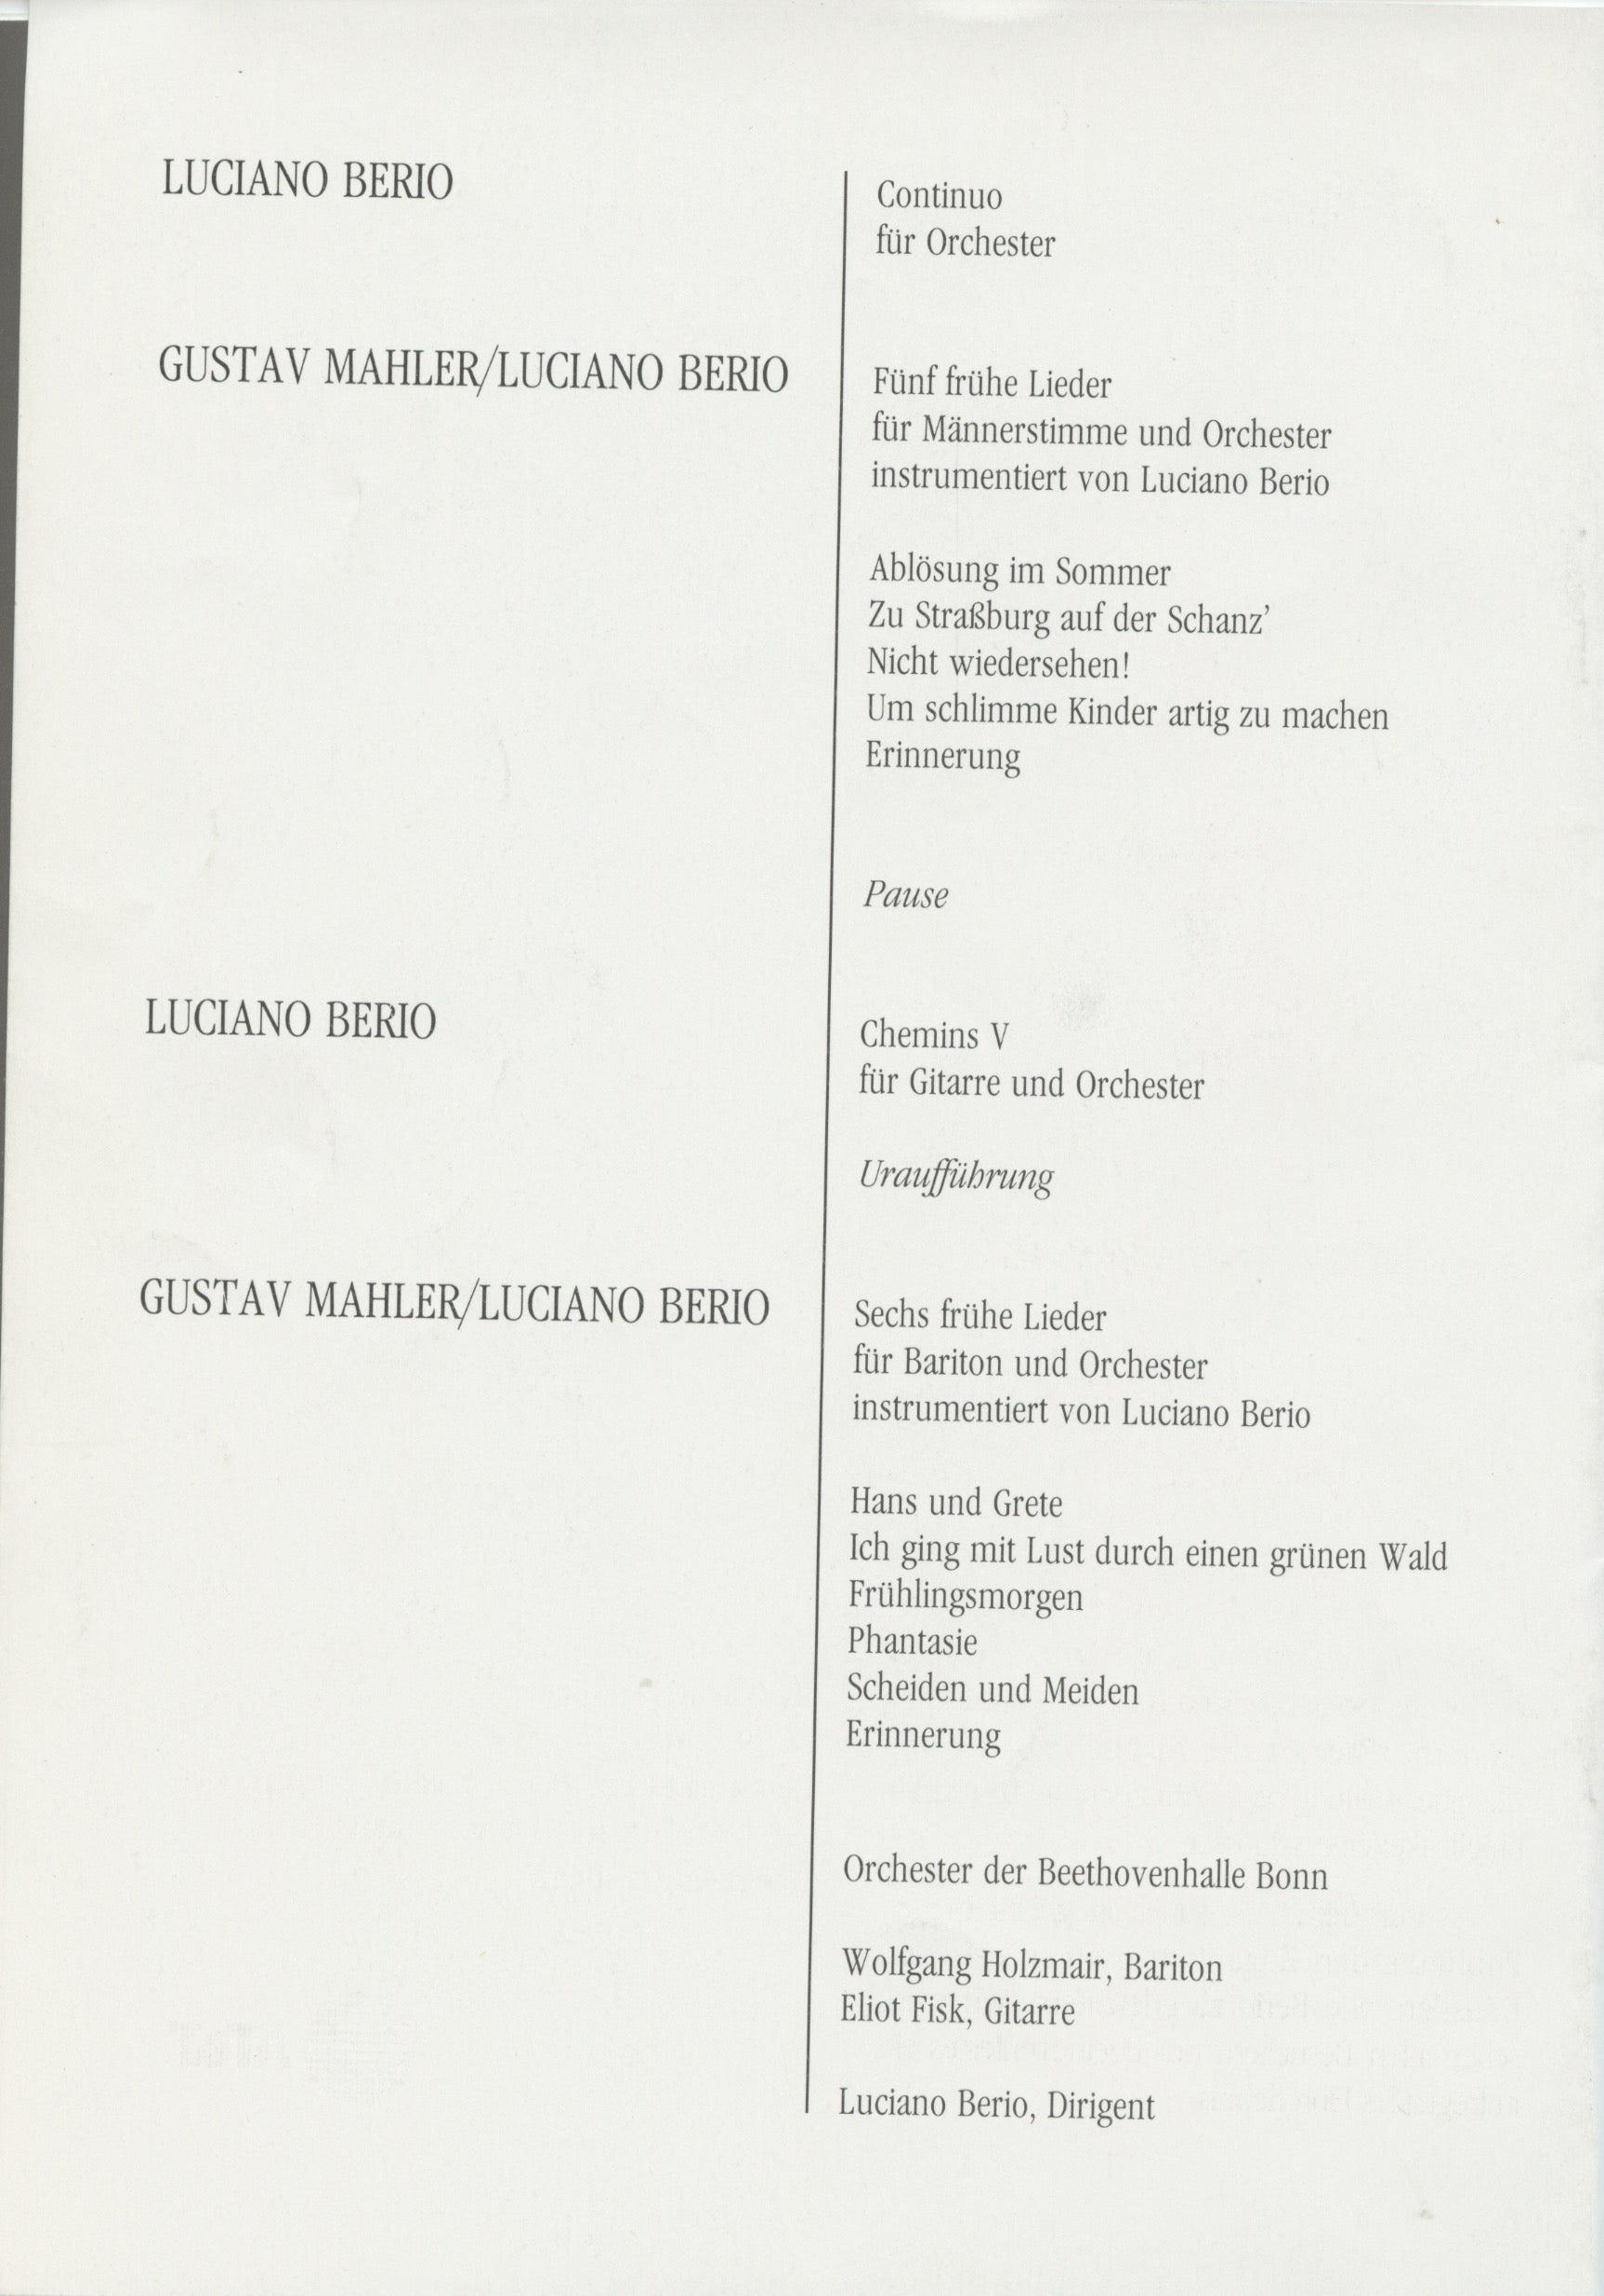 LUCIANO BERIO
Continuo
für Orchester
GUSTAV MAHLER/LUCIANO BERIO
Fünf frühe Lieder
für Männerstimme und Orchester
instrumentiert von Luciano Berio
Ablösung im Sommer
Zu Straßburg auf der Schanz’
Nicht wiedersehen!
Um schlimme Kinder artig zu machen
Erinnerung
Pause
LUCIANO BERIO
Chemins V
für Gitarre und Orchester
Uraufführung
GUSTAV MAHLER/LUCIANO BERIO
Sechs frühe Lieder
für Bariton und Orchester
instrumentiert von Luciano Berio
Hans und Grete
Ich ging mit Lust durch einen grünen Wald
Frühlingsmorgen
Phantasie
Scheiden und Meiden
Erinnerung
Orchester der Beethovenhalle Bonn
Wolfgang Holzmair, Bariton
Eliot Fisk, Gitarre
Luciano Berio, Dirigent